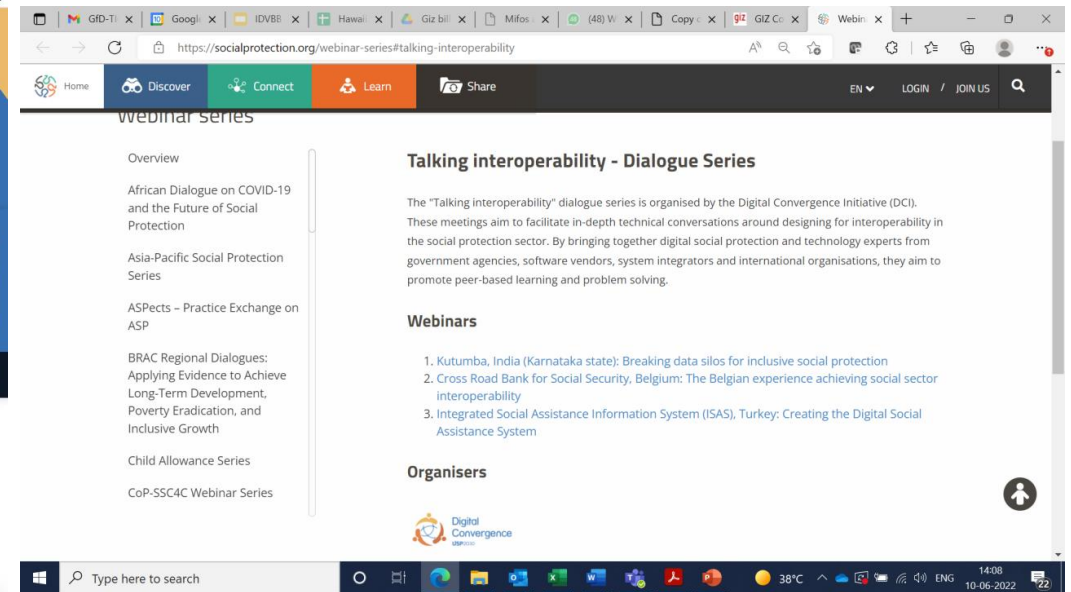 GfD-Ti
Google
IDVBB
Hawai
Giz bill
Mifos
(48) W
Copy
giz GIZ Co
Webin
https://socialprotection.org/webinar-series#talking-interoperability
Home
Discover
Connect
Learn
Share
EN
LOGIN / JOIN US
Webinar series
Overview
African Dialogue on COVID-19
and the Future of Social
Protection
Asia-Pacific Social Protection
Series
ASPects – Practice Exchange on
ASP
BRAC Regional Dialogues:
Applying Evidence to Achieve
Long-Term Development,
Poverty Eradication, and
Inclusive Growth
Child Allowance Series
CoP-SSC4C Webinar Series
Talking interoperability - Dialogue Series
The "Talking interoperability" dialogue series is organised by the Digital Convergence Initiative (DCI).
These meetings aim to facilitate in-depth technical conversations around designing for interoperability in
the social protection sector. By bringing together digital social protection and technology experts from
government agencies, software vendors, system integrators and international organisations, they aim to
promote peer-based learning and problem solving.
Webinars
1. Kutumba, India (Karnataka state): Breaking data silos for inclusive social protection
2. Cross Road Bank for Social Security, Belgium: The Belgian experience achieving social sector
interoperability
3. Integrated Social Assistance Information System (ISAS), Turkey: Creating the Digital Social
Assistance System
Organisers
Digital
Convergence
USP2030
Type here to search
38°C
ENG
14:08
10-06-2022
22